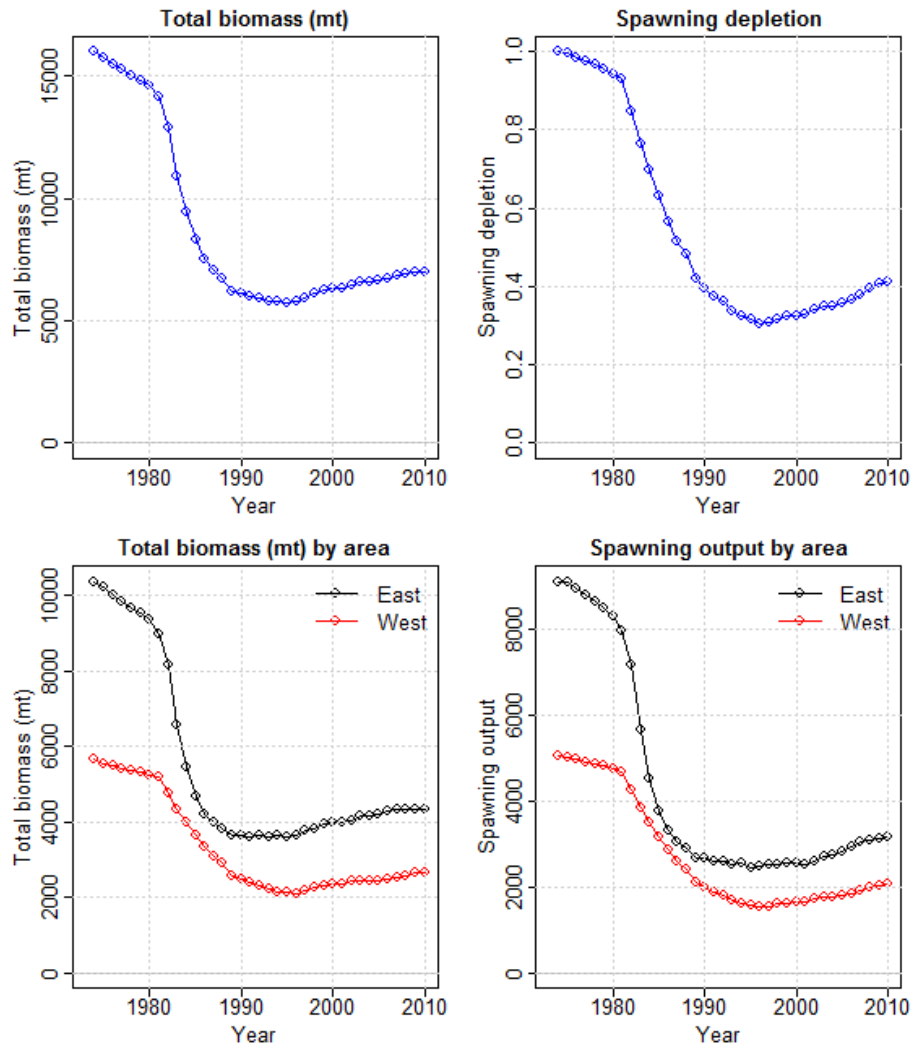 Total biomass (mt)
Total biomass (mt)
15000
10000
5000
0
1980 1990 2000 2010
Year
Spawning depletion
Spawning depletion
1.0
0.8
0.6
0.4
0.2
0.0
1980 1990 2000 2010
Year
Total biomass (mt) by area
East
West
Total biomass (mt)
10000
8000
6000
4000
2000
0
1980 1990 2000 2010
Year
Spawning output by area
East
West
Spawning output
8000
6000
4000
2000
0
1980 1990 2000 2010
Year